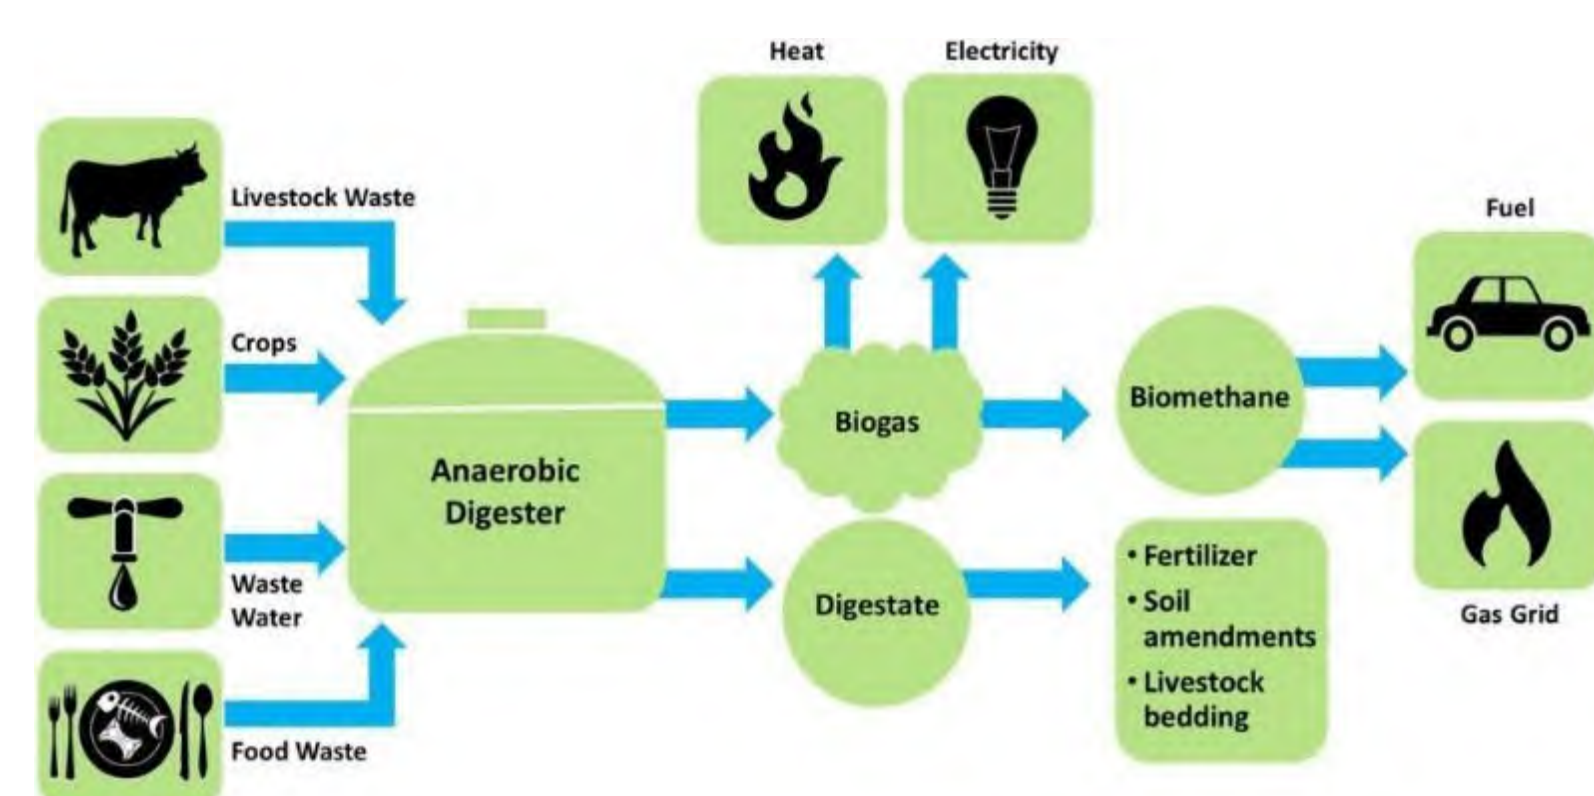 Heat
Electricity
Livestock Waste
Fuel
Crops
Biomethane
Biogas
Anaerobic
Digester
Waste
Water
• Fertilizer
• Soil
amendments
• Livestock
bedding
Digestate
Gas Grid
Food Waste